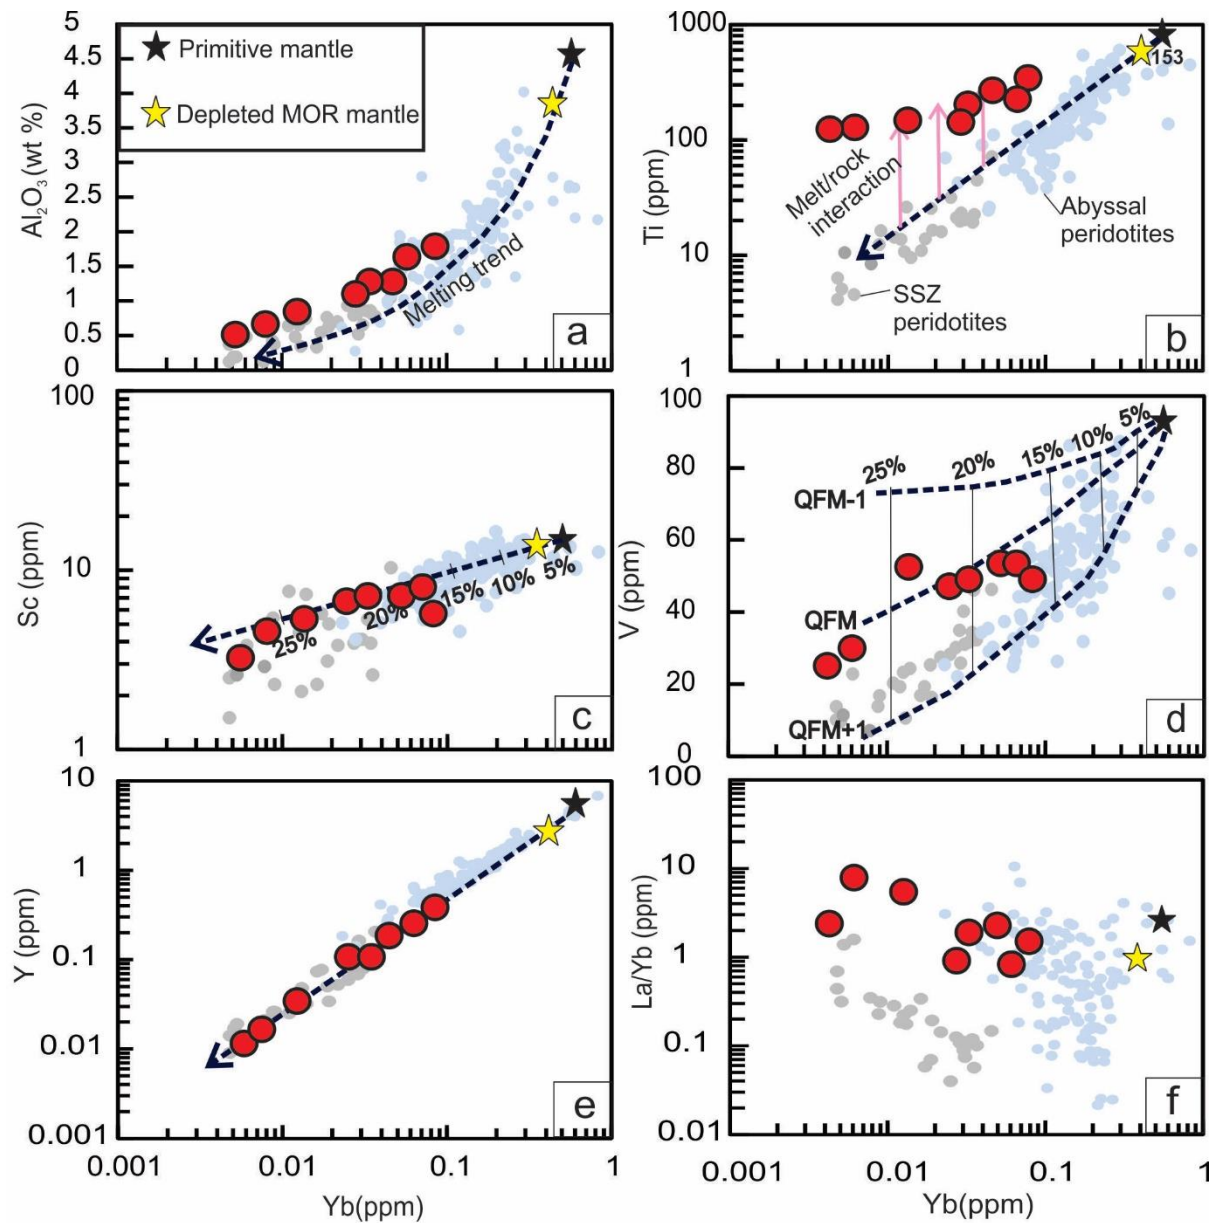 5
4.5
4
3.5
3
2.5
2
1.5
1
0.5
0
Al₂O₃ (wt %)
Primitive mantle
Depleted MOR mantle
Melting trend
a
1000
100
10
1
Ti (ppm)
153
Melt/rock
interaction
Abyssal
peridotites
SSZ
peridotites
b
100
10
1
Sc (ppm)
25%
20%
15%
10%
5%
c
100
80
60
40
20
0
V (ppm)
25%
20%
15%
10%
5%
QFM-1
QFM
QFM+1
d
10
1
0.1
0.01
0.001
Y (ppm)
e
0.001
0.01
0.1
1
Yb(ppm)
100
10
1
0.1
0.01
La/Yb (ppm)
f
0.001
0.01
0.1
1
Yb(ppm)